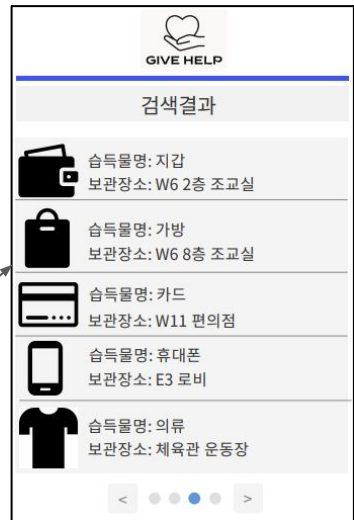 GIVE HELP
검색결과
습득물명: 지갑
보관장소: W6 2층 조교실
습득물명: 가방
보관장소: W6 8층 조교실
습득물명: 카드
보관장소: W11 편의점
습득물명: 휴대폰
보관장소: E3 로비
습득물명: 의류
보관장소: 체육관 운동장
< >